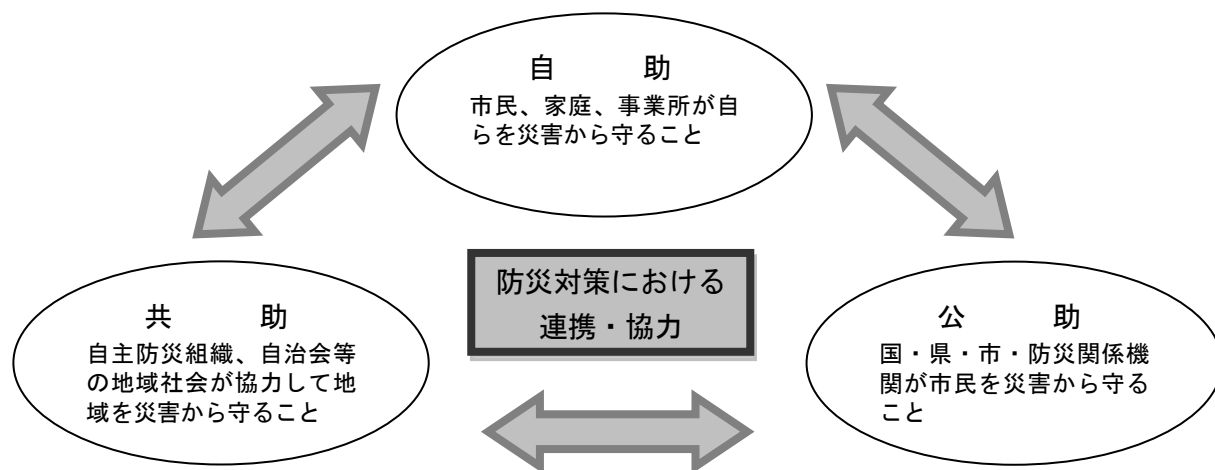 自　　助
市民、家庭、事業所が自
らを災害から守ること
防災対策における
連携・協力
共　　助
自主防災組織、自治会等
の地域社会が協力して地
域を災害から守ること
公　　助
国・県・市・防災関係機
関が市民を災害から守る
こと